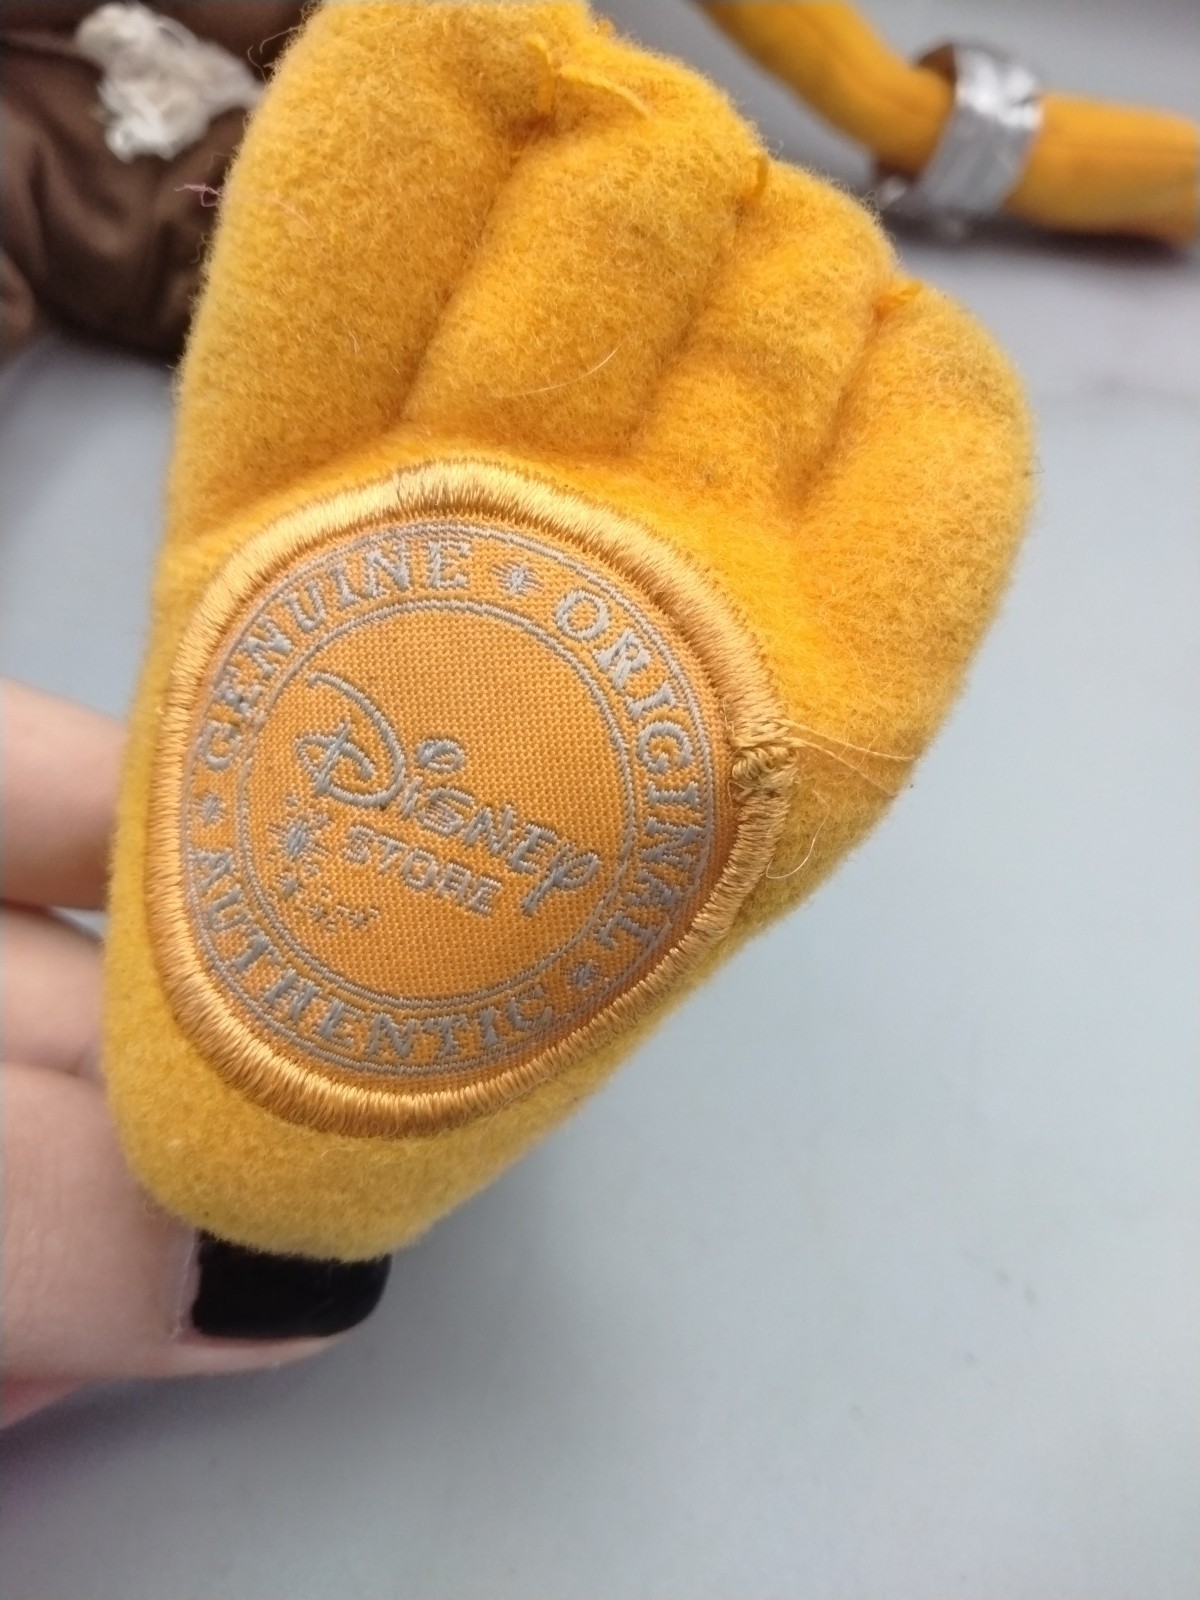 GENUINE * ORIGINAL * AUTHENTIC *
Disney
STORE